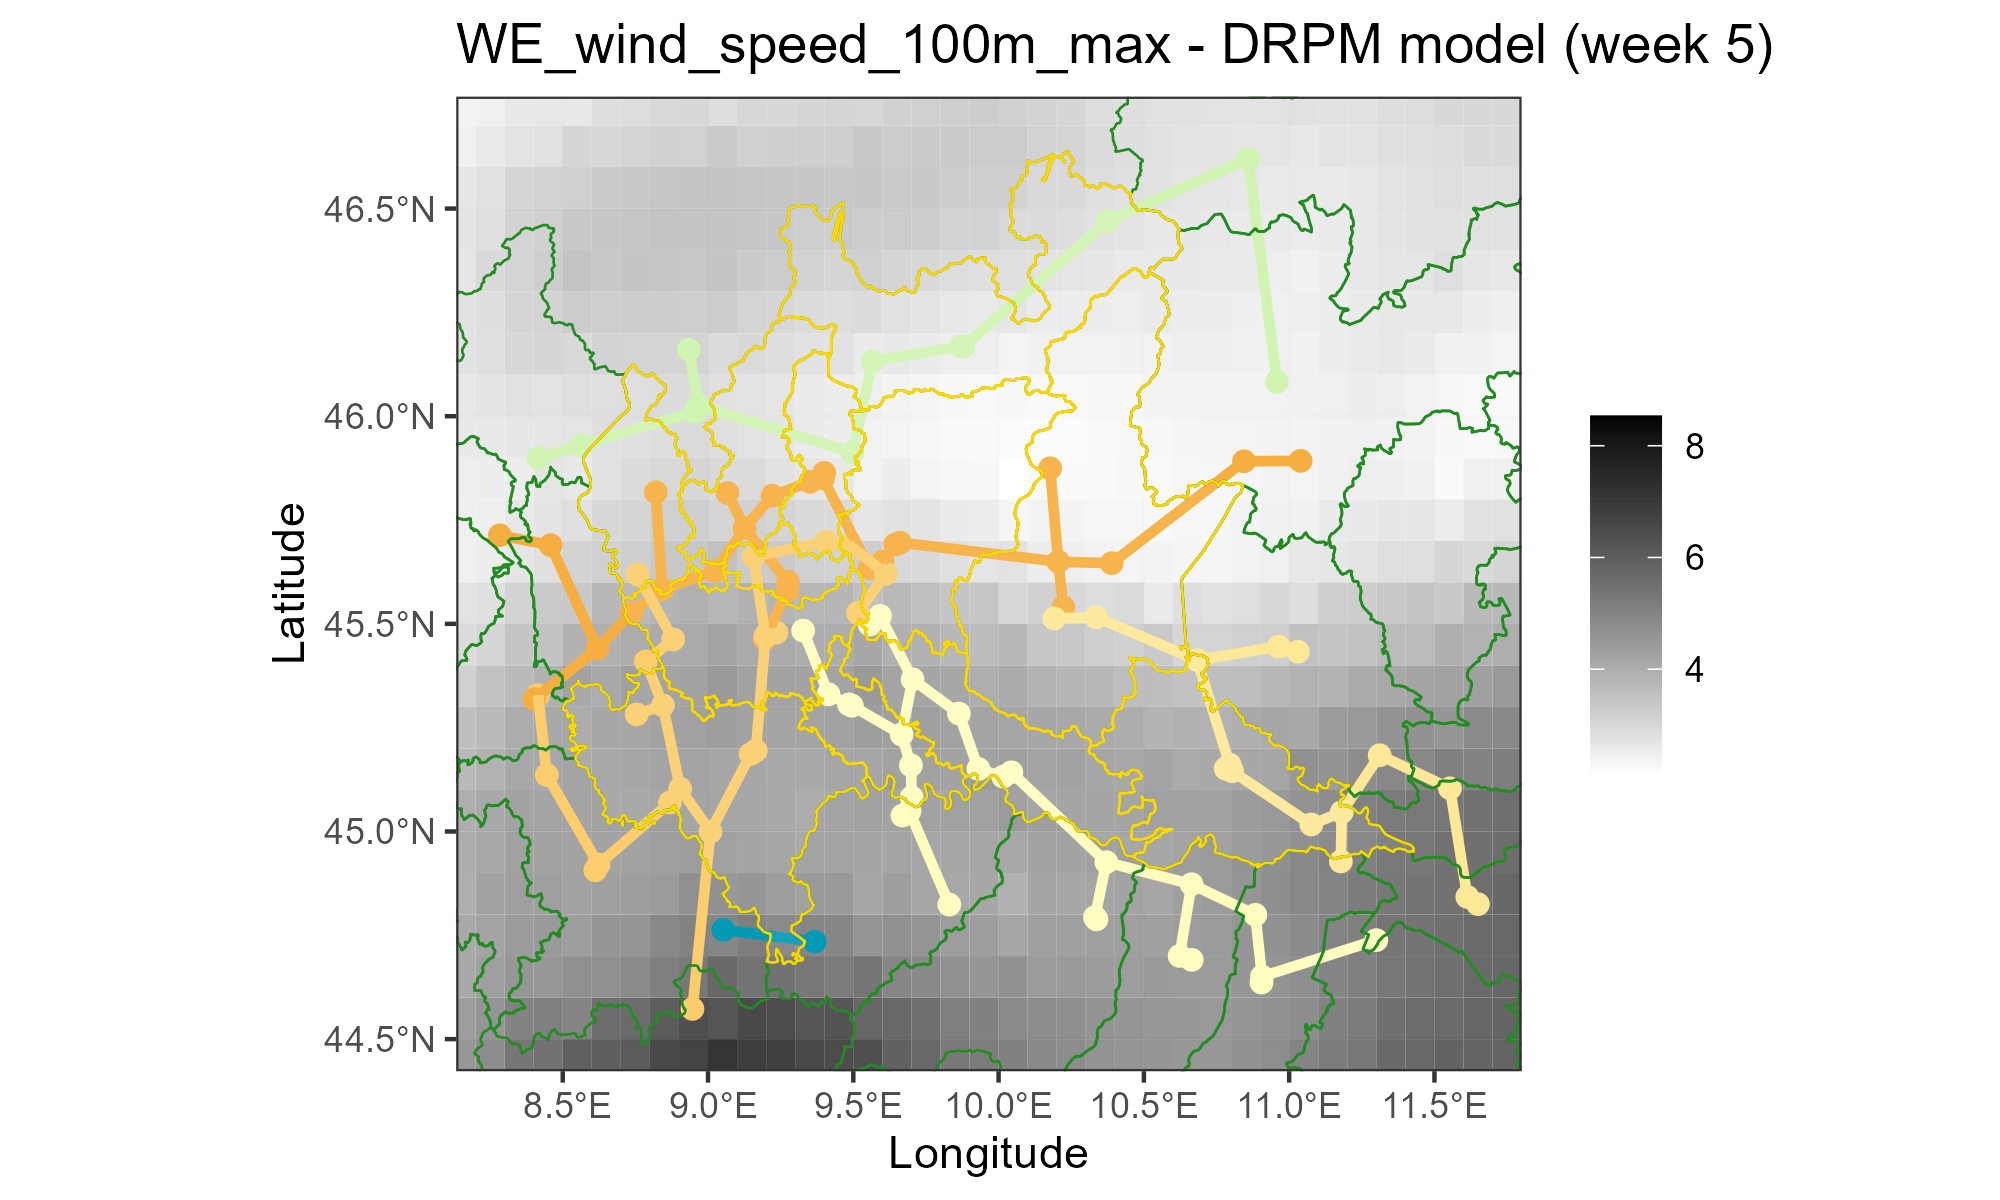 WE_wind_speed_100m_max - DRPM model (week 5)
46.5°N
46.0°N
45.5°N
45.0°N
44.5°N
Latitude
8.5°E 9.0°E 9.5°E 10.0°E 10.5°E 11.0°E 11.5°E
Longitude
8
6
4